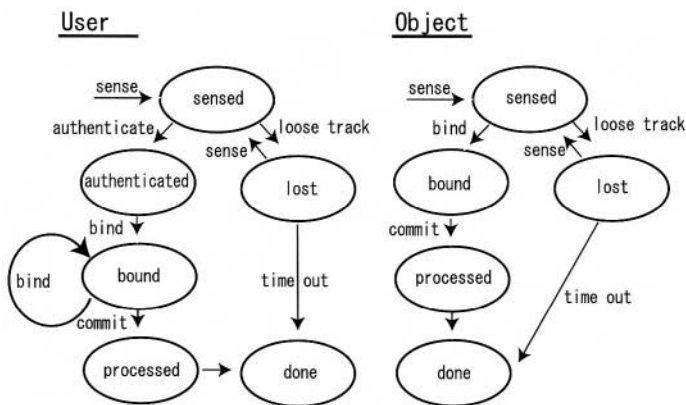 User
sense
sensed
authenticate
loose track
sense
authenticated
lost
bind
bound
bind
time out
commit
processed
done
Object
sense
sensed
bind
loose track
sense
bound
lost
commit
processed
time out
done